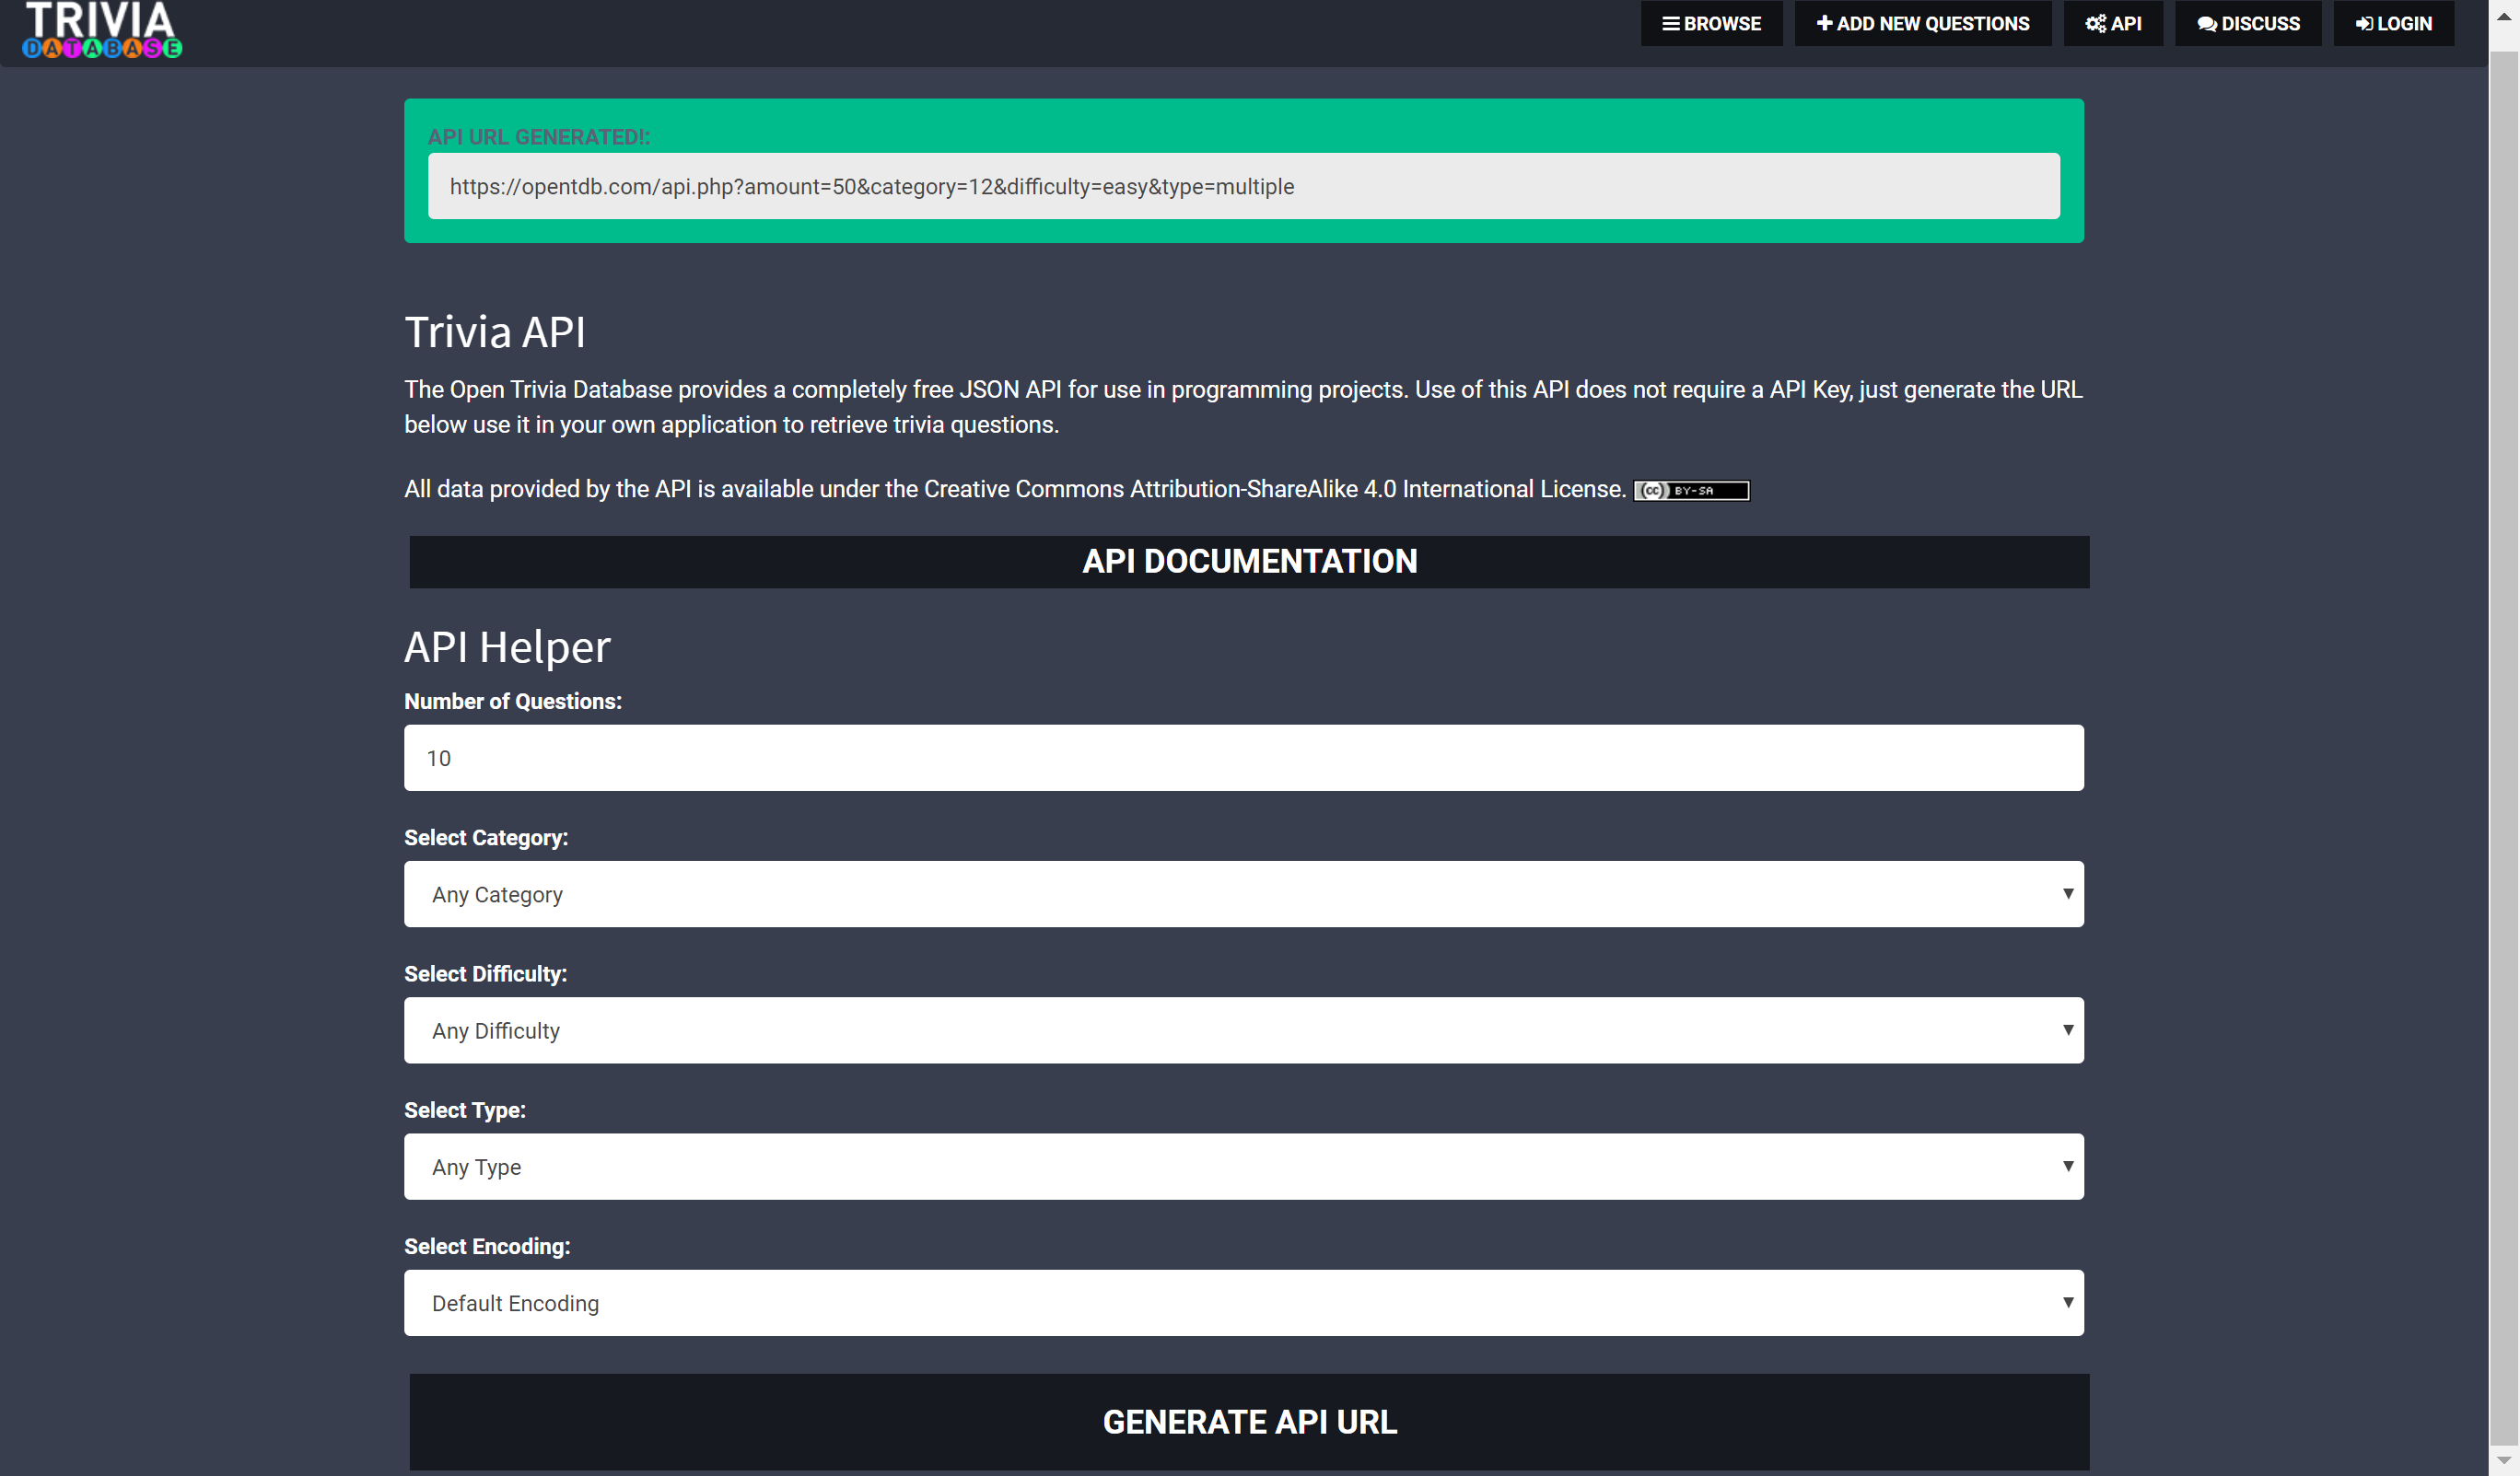 TRIVIA
DATABASE
BROWSE
ADD NEW QUESTIONS
API
DISCUSS
LOGIN
API URL GENERATED!:
https://opentdb.com/api.php?amount=50&category=12&difficulty=easy&type=multiple
Trivia API
The Open Trivia Database provides a completely free JSON API for use in programming projects. Use of this API does not require a API Key, just generate the URL
below use it in your own application to retrieve trivia questions.
All data provided by the API is available under the Creative Commons Attribution-ShareAlike 4.0 International License. (cc) BY-SA
API DOCUMENTATION
API Helper
Number of Questions:
10
Select Category:
Any Category
Select Difficulty:
Any Difficulty
Select Type:
Any Type
Select Encoding:
Default Encoding
GENERATE API URL